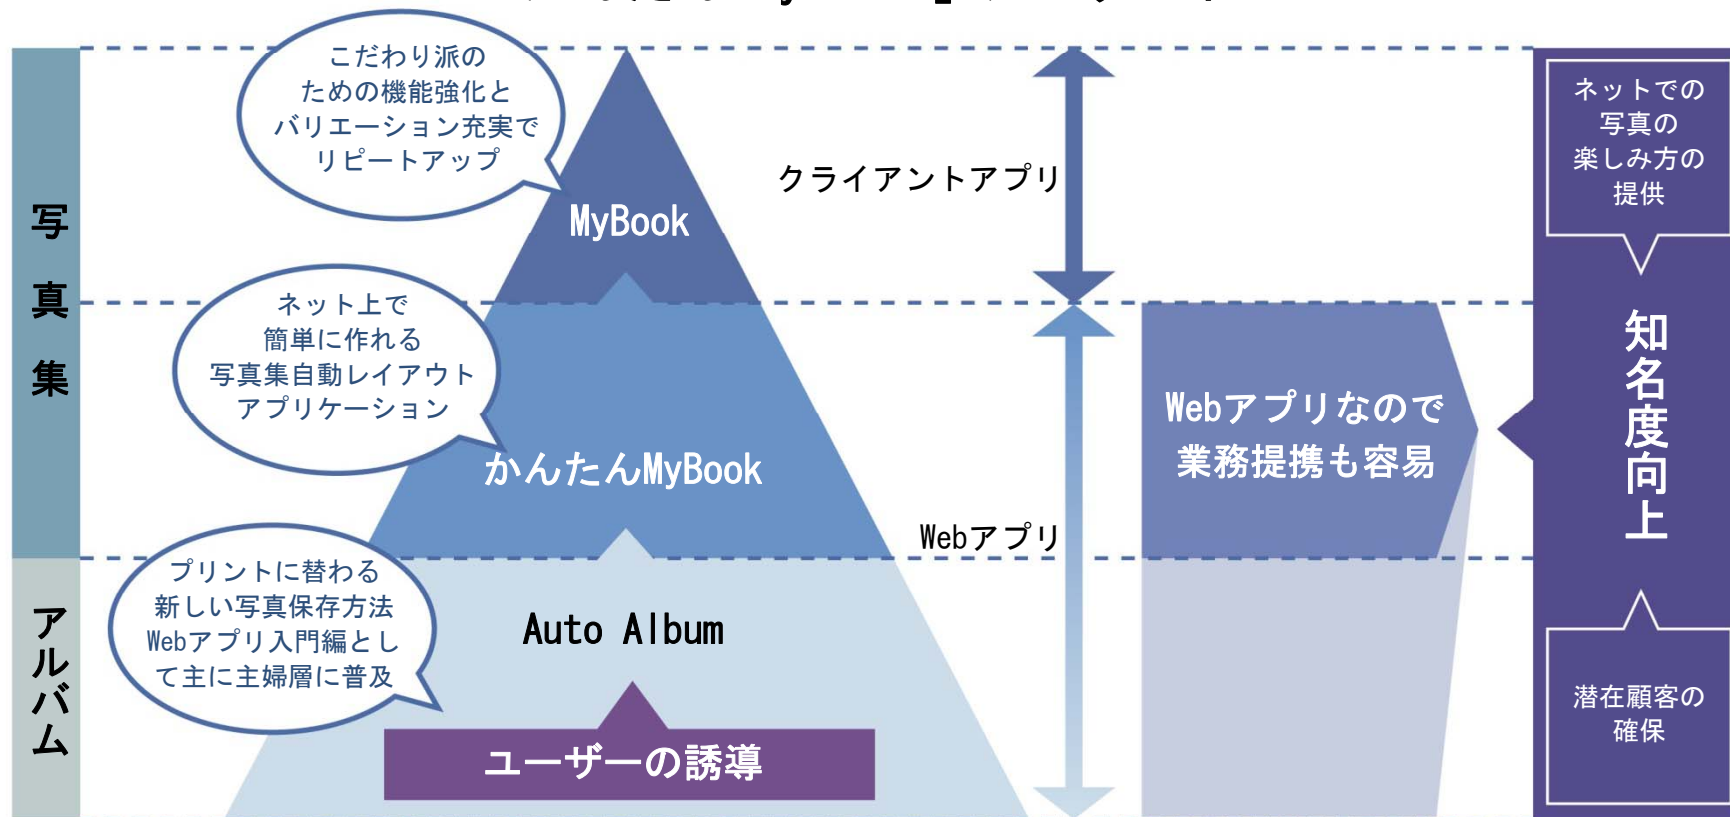 こだわり派の
ための機能強化と
バリエーション充実で
リピートアップ
ネットでの
写真の
楽しみ方の
提供
クライアントアプリ
MyBook
写真集
ネット上で
簡単に作れる
写真集自動レイアウト
アプリケーション
知名度向上
Webアプリなので
業務提携も容易
かんたんMyBook
Webアプリ
プリントに替わる
新しい写真保存方法
Webアプリ入門編とし
て主に主婦層に普及
アルバム
Auto Album
潜在顧客の
確保
ユーザーの誘導